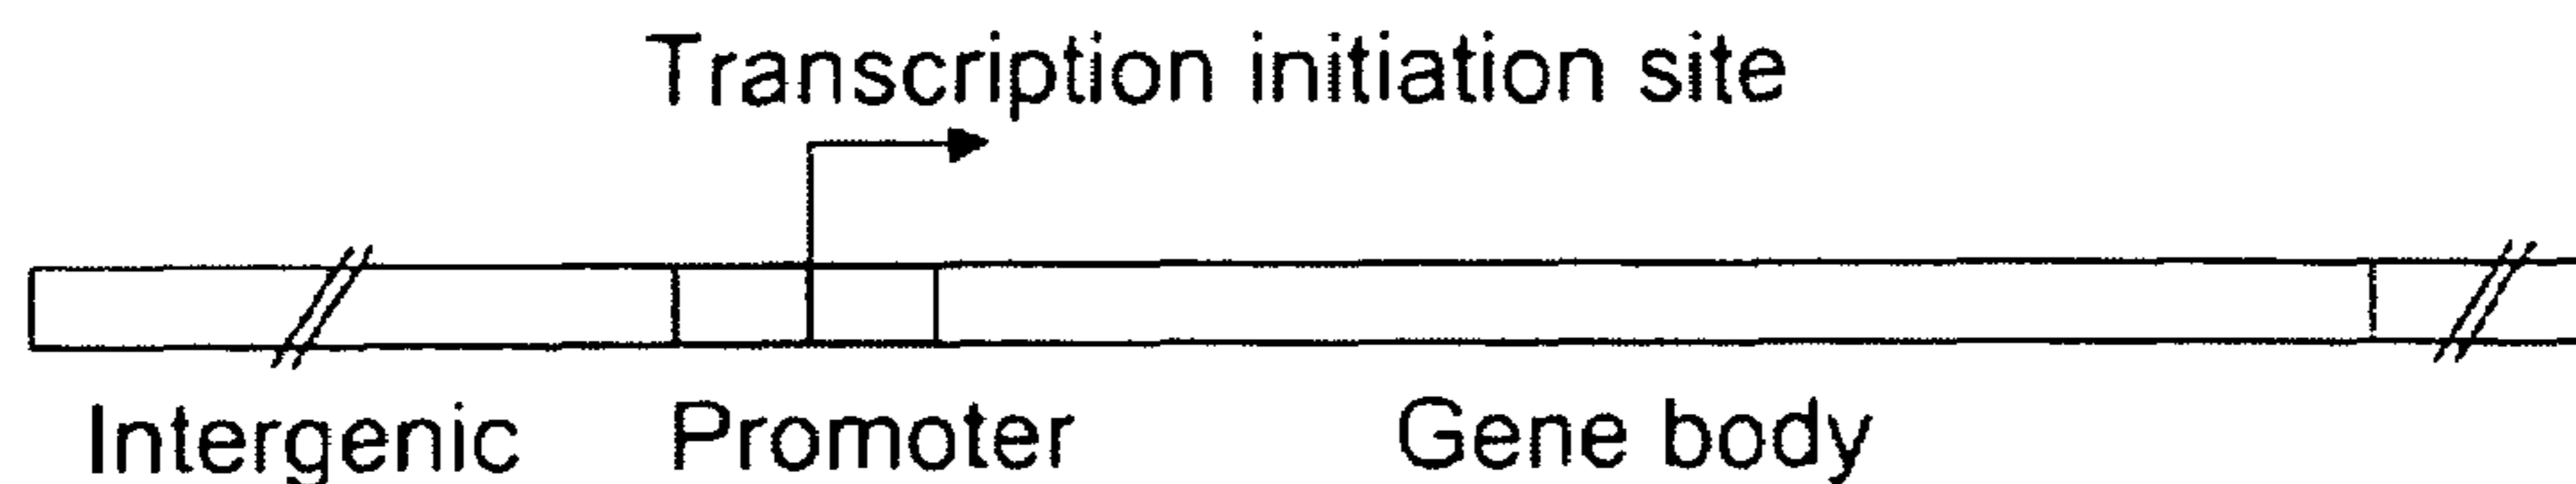 Transcription initiation site
Intergenic Promoter Gene body